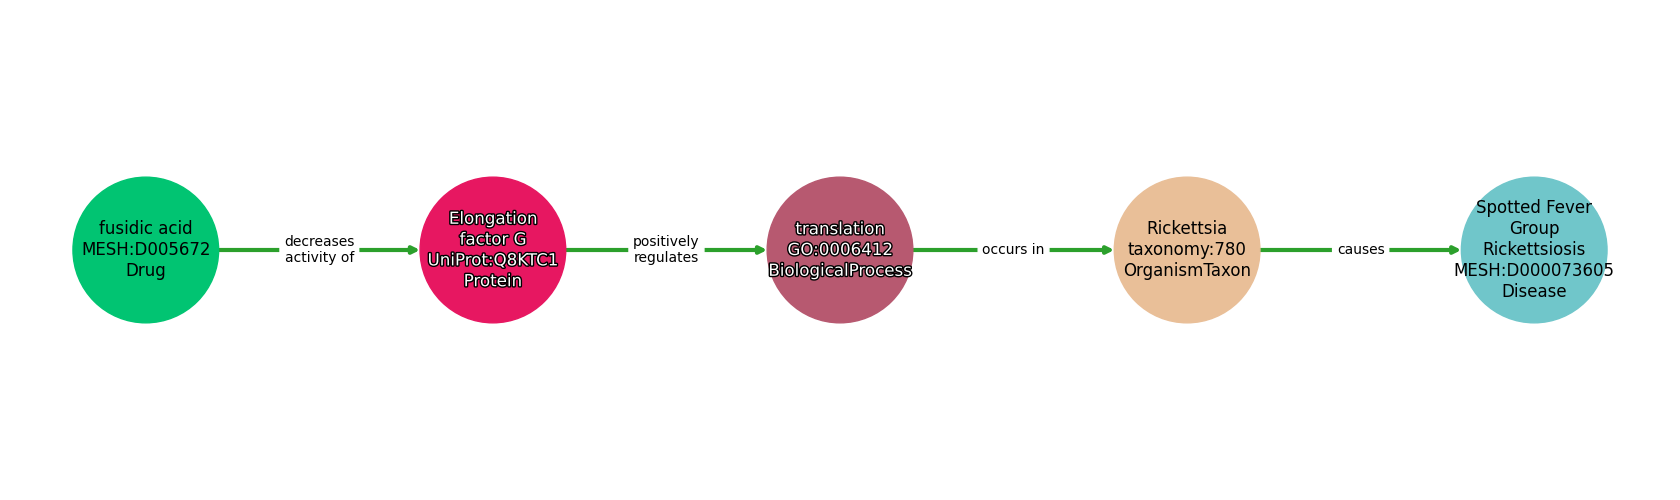 fusidic acid
MESH:D005672
Drug
decreases
activity of
Elongation
factor G
UniProt:Q8KTC1
Protein
positively
regulates
translation
GO:0006412
BiologicalProcess
occurs in
Rickettsia
taxonomy:780
OrganismTaxon
causes
Spotted Fever
Group
Rickettsiosis
MESH:D000073605
Disease